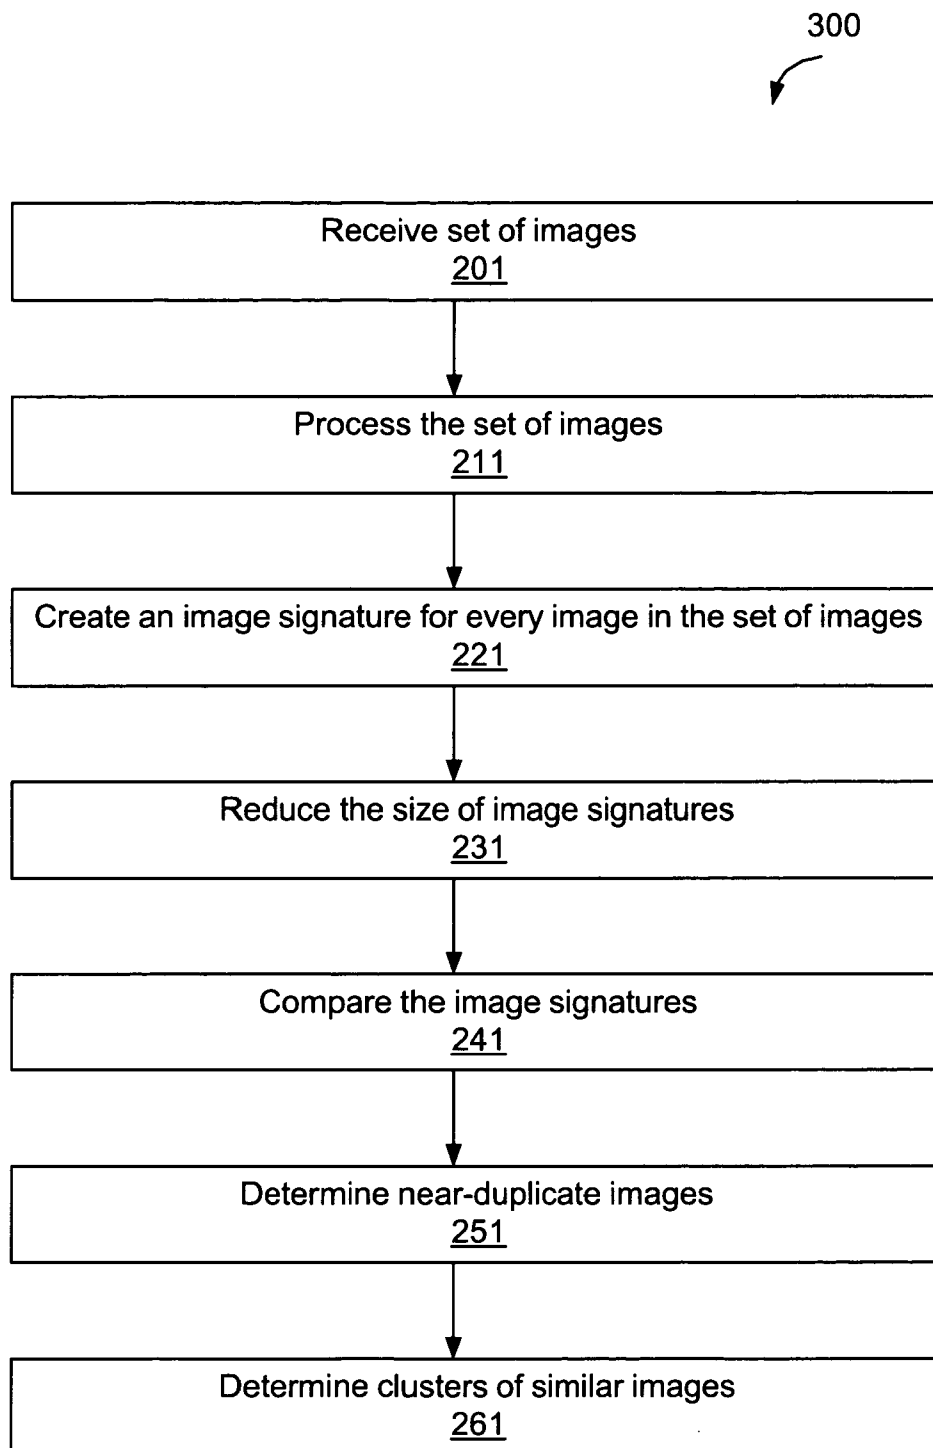 300
Receive set of images
201
Process the set of images
211
Create an image signature for every image in the set of images
221
Reduce the size of image signatures
231
Compare the image signatures
241
Determine near-duplicate images
251
Determine clusters of similar images
261